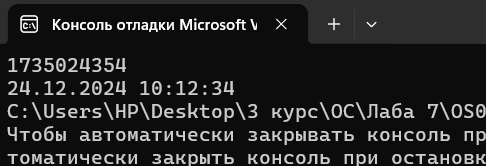 Консоль отладки Microsoft V
1735024354
24.12.2024 10:12:34
C:\Users\HP\Desktop\3 курс\ОС\Лаба 7\OS0
Чтобы автоматически закрывать консоль пр
томатически закрыть консоль при остановк